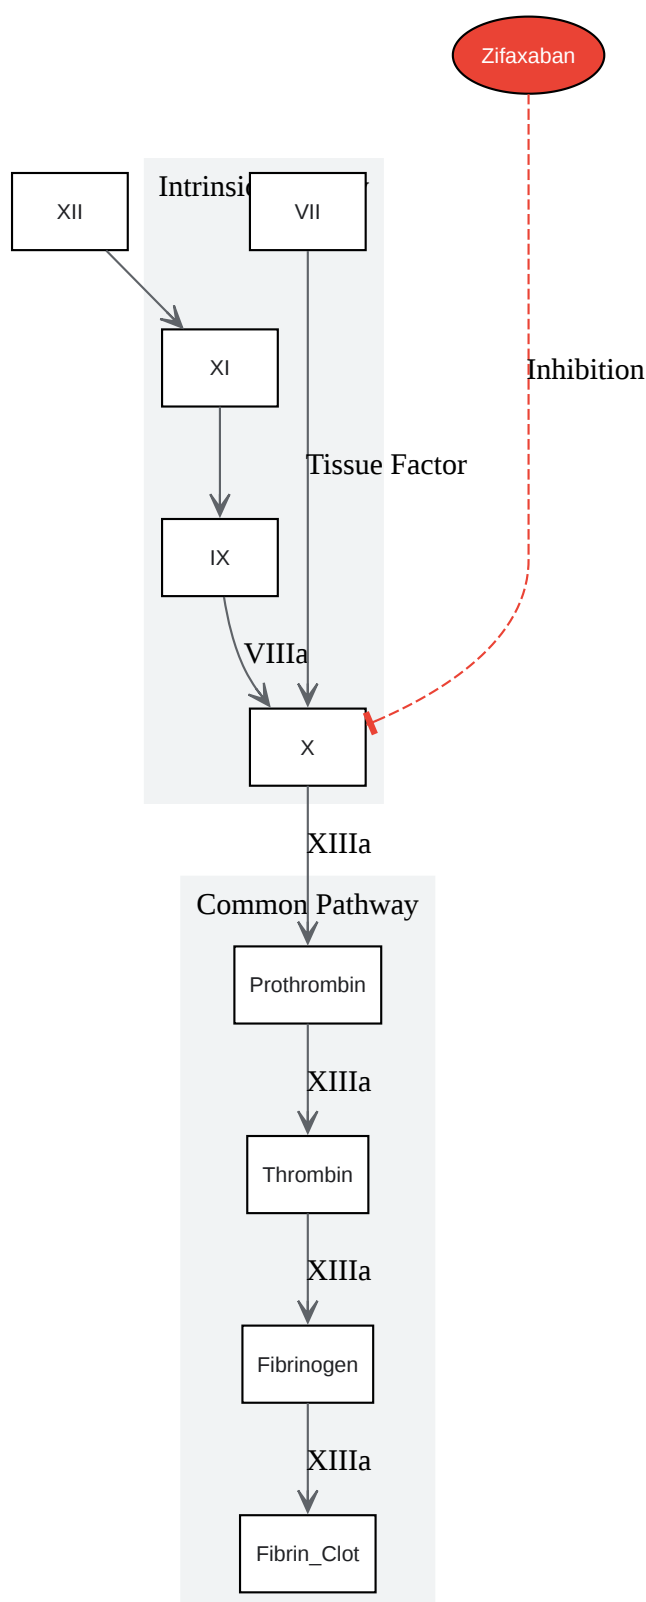 Zifaxaban
XII
Intrinsic
VII
XI
Inhibition
Tissue Factor
IX
VIIIa
X
XIIIa
Common Pathway
Prothrombin
XIIIa
Thrombin
XIIIa
Fibrinogen
XIIIa
Fibrin_Clot